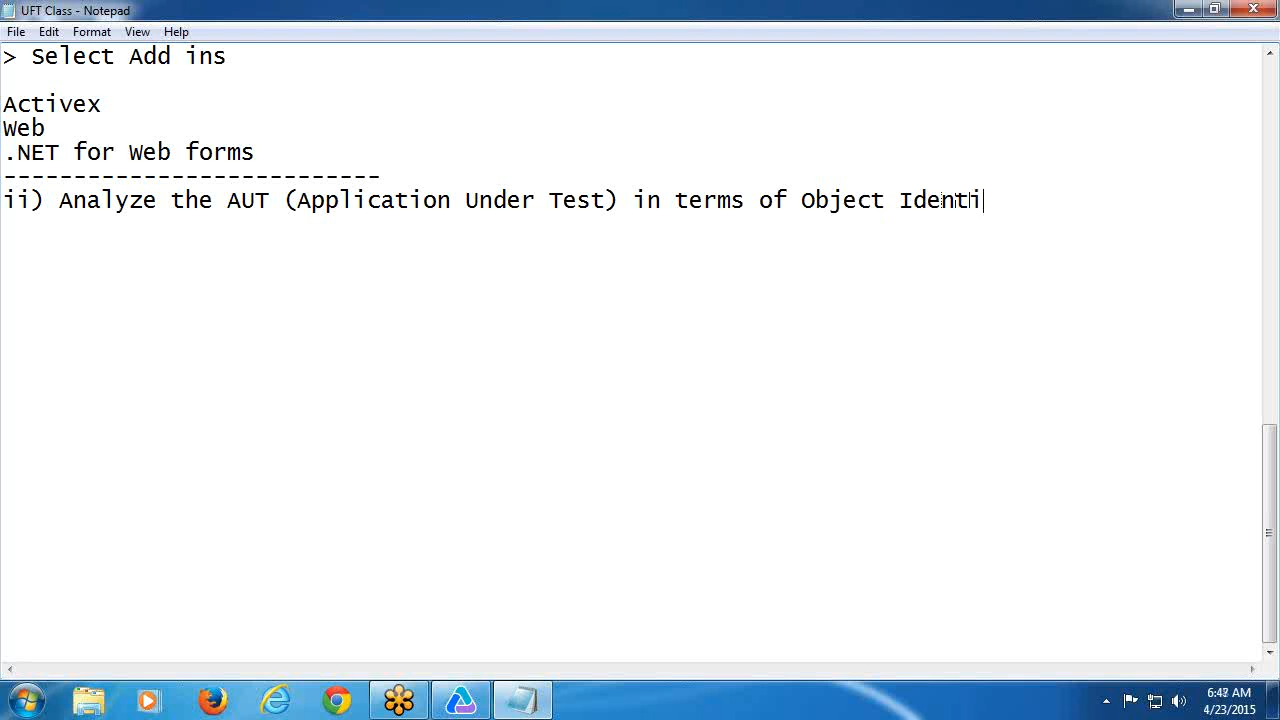 UFT Class - Notepad
File Edit Format View Help
> Select Add ins
Activex
Web
.NET for Web forms
---------------------------
ii) Analyze the AUT (Application Under Test) in terms of Object Identi
6:42 AM
4/23/2015